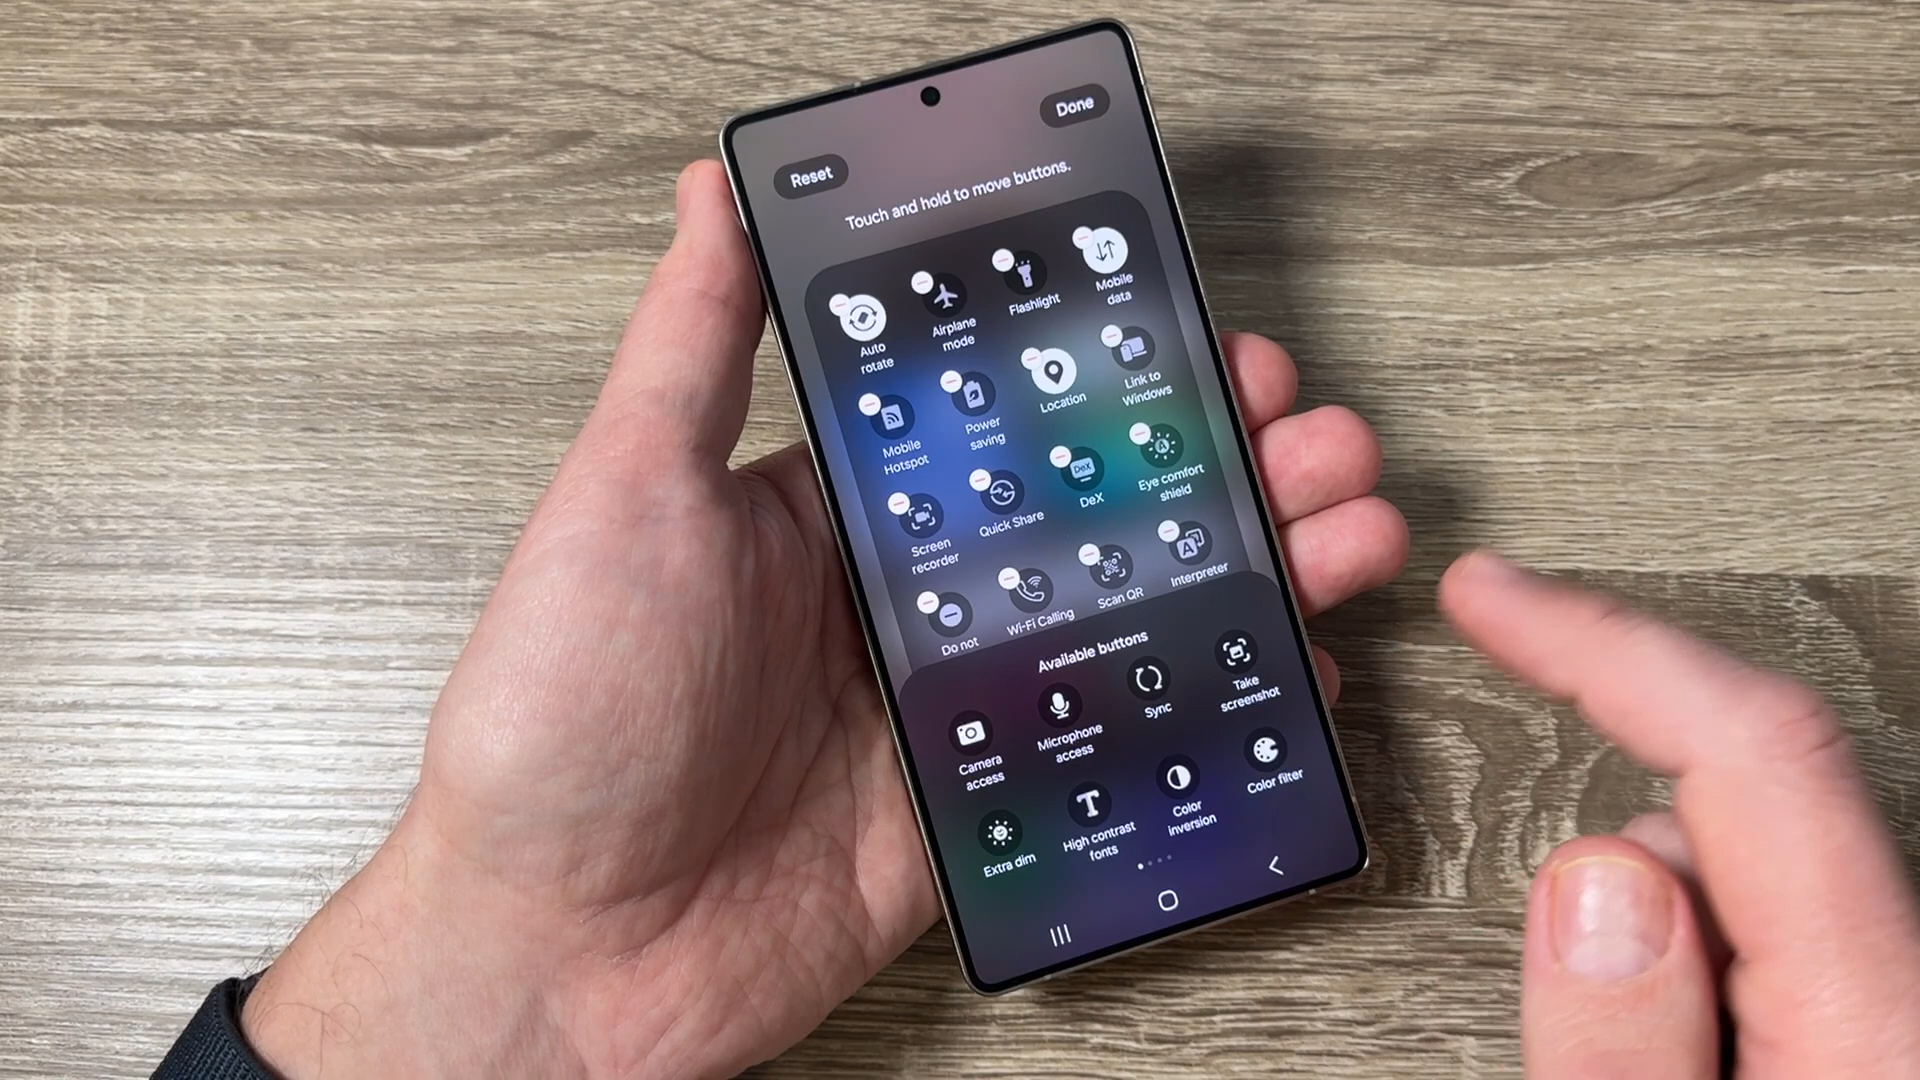 Done
Reset
Touch and hold to move buttons.
Auto
rotate
Airplane
mode
Flashlight
Mobile
data
Mobile
Hotspot
Power
saving
Location
Link to
Windows
Screen
recorder
Quick Share
DeX
DeX
Eye comfort
shield
Do not
Wi-Fi Calling
Scan QR
Interpreter
Available buttons
Camera
access
Microphone
access
Sync
Take
screenshot
Extra dim
High contrast
fonts
Color
inversion
Color filter